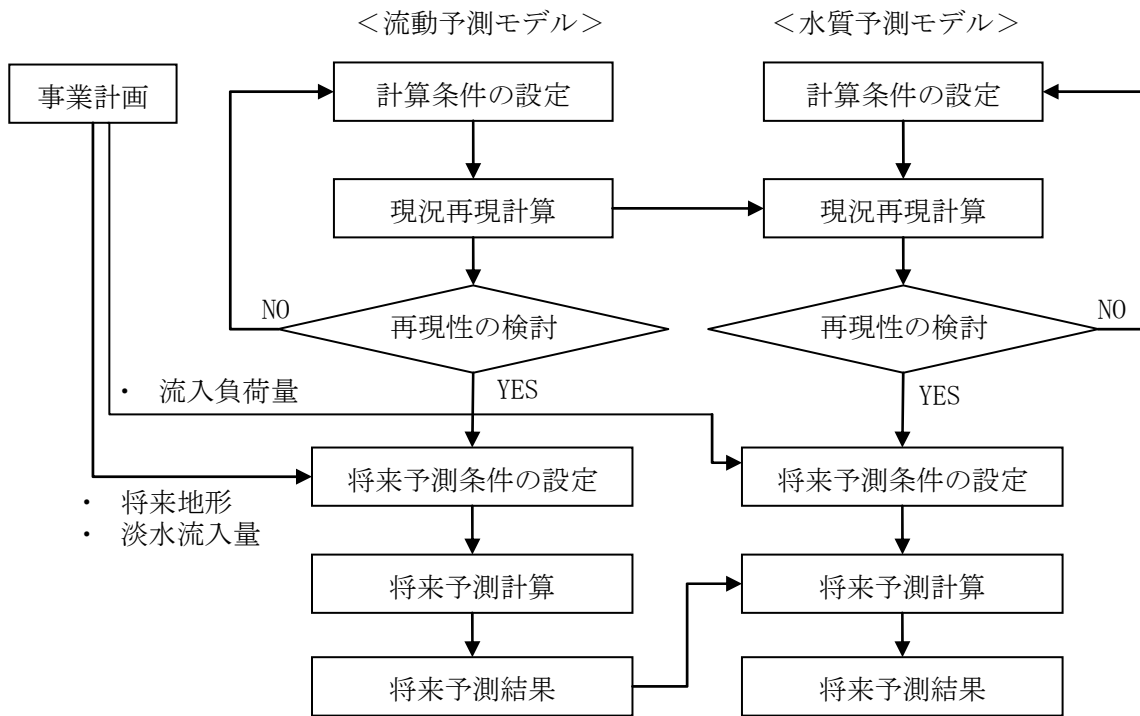 ＜流動予測モデル＞
＜水質予測モデル＞
事業計画
計算条件の設定
計算条件の設定
現況再現計算
現況再現計算
NO
再現性の検討
再現性の検討
NO
・ 流入負荷量
YES
YES
将来予測条件の設定
将来予測条件の設定
・ 将来地形
・ 淡水流入量
将来予測計算
将来予測計算
将来予測結果
将来予測結果